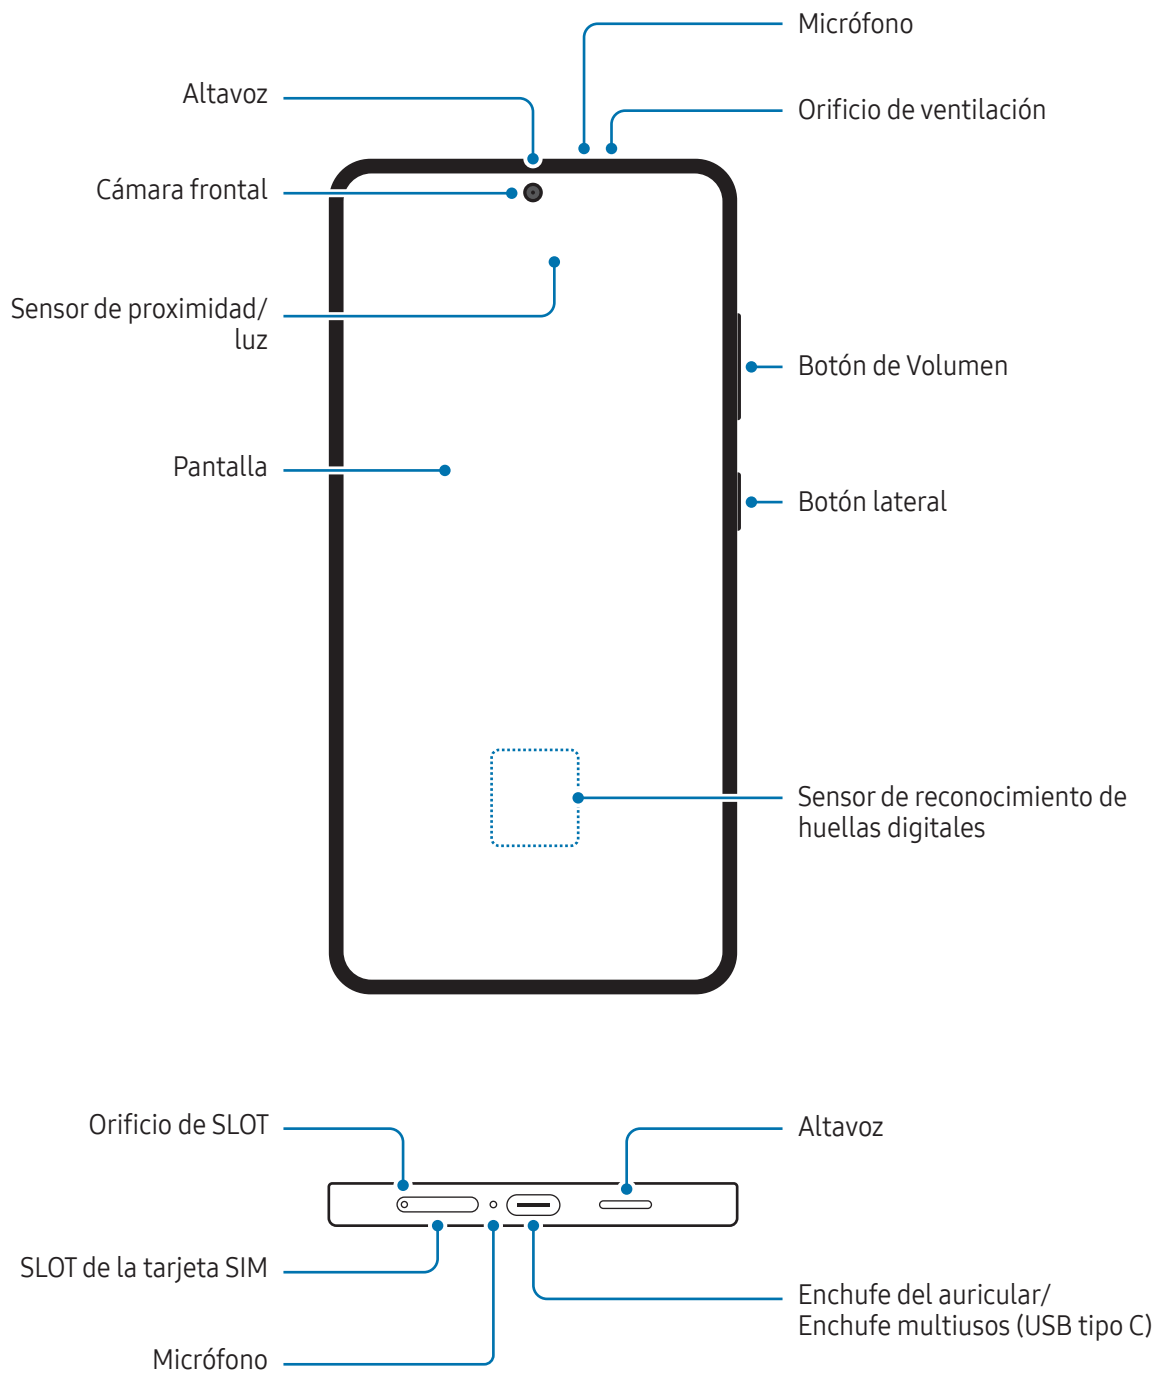 Micrófono
Altavoz
Orificio de ventilación
Cámara frontal
Sensor de proximidad/
luz
Botón de Volumen
Pantalla
Botón lateral
Sensor de reconocimiento de
huellas digitales
Orificio de SLOT
Altavoz
SLOT de la tarjeta SIM
Enchufe del auricular/
Enchufe multiusos (USB tipo C)
Micrófono